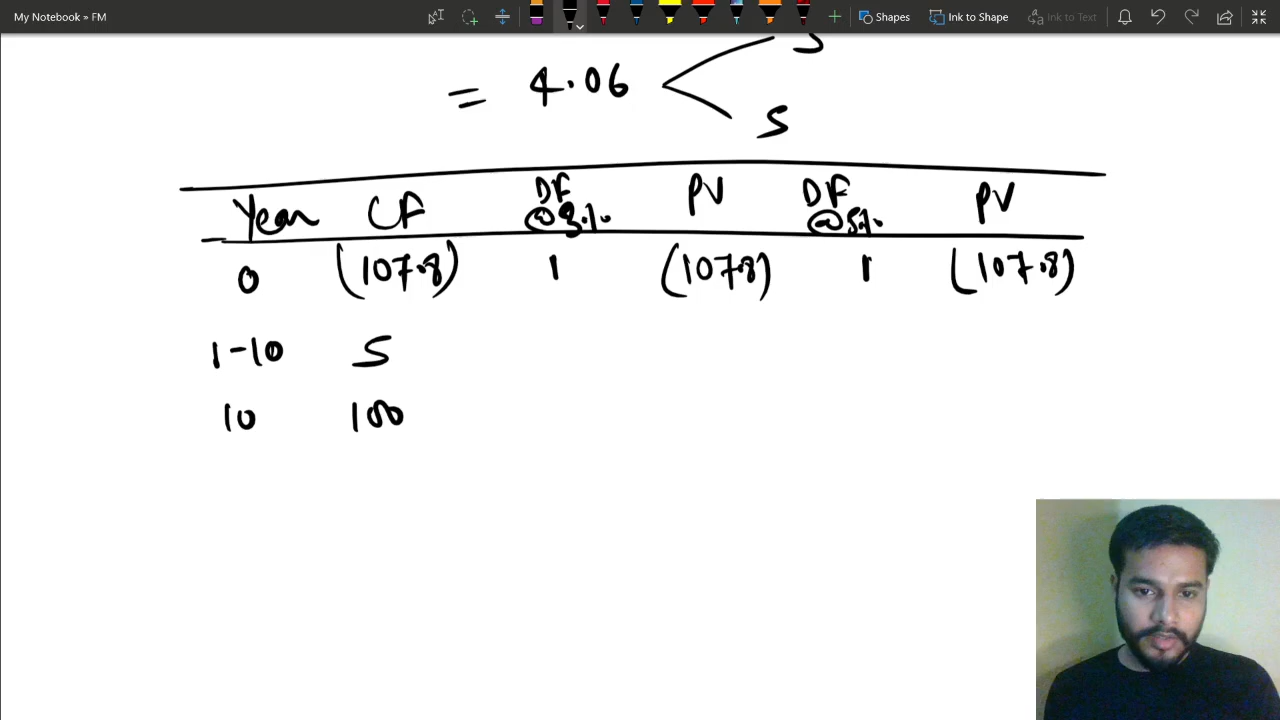 My Notebook » FM Shapes Ink to Shape Ink to Text
= 4.06
5
Year CF DF @3%. PV DF @5%. PV
0 (107.8) 1 (107.8) 1 (107.8)
1-10 5
10 100